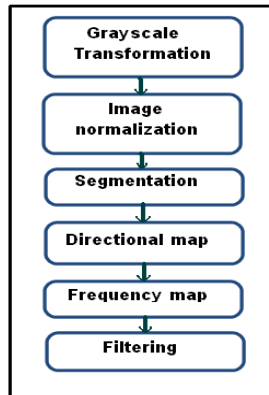 Grayscale
Transformation
Image
normalization
Segmentation
Directional map
Frequency map
Filtering